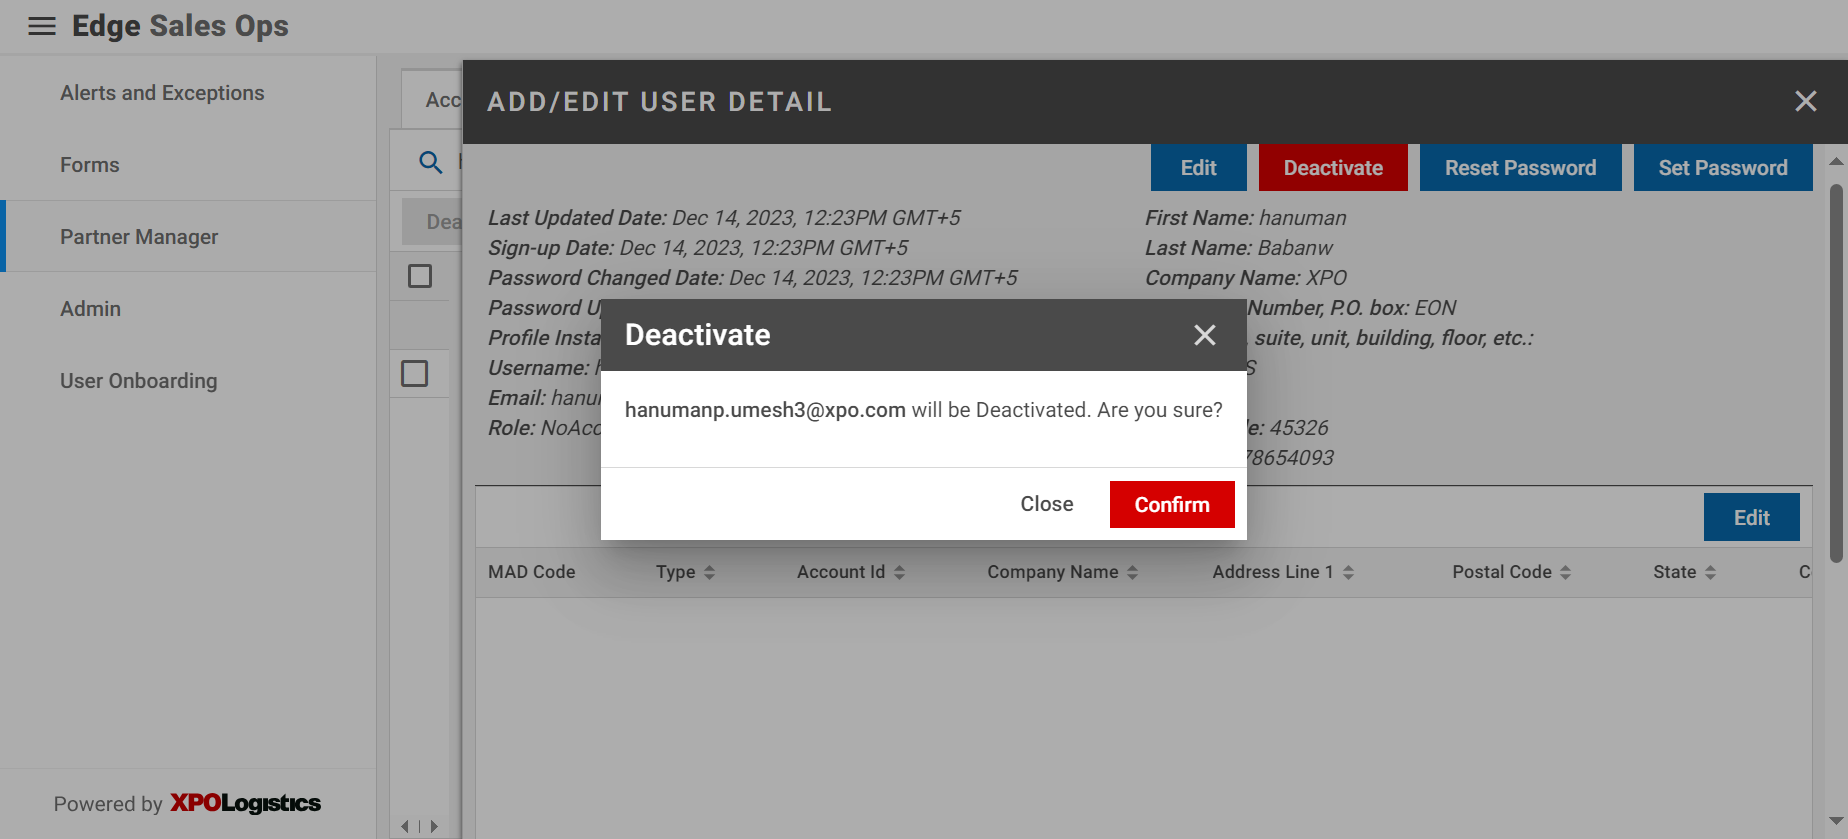 Edge Sales Ops
Alerts and Exceptions
Forms
Partner Manager
Admin
User Onboarding
Powered by XPOLogistics
Acc
Dea
ADD/EDIT USER DETAIL
Edit Deactivate Reset Password Set Password
Last Updated Date: Dec 14, 2023, 12:23PM GMT+5
Sign-up Date: Dec 14, 2023, 12:23PM GMT+5
Password Changed Date: Dec 14, 2023, 12:23PM GMT+5
Password U
Profile Insta
Username: h
Email: hanu
Role: NoAcc
First Name: hanuman
Last Name: Babanw
Company Name: XPO
Number, P.O. box: EON
, suite, unit, building, floor, etc.:
S
le: 45326
78654093
Deactivate
hanumanp.umesh3@xpo.com will be Deactivated. Are you sure?
Close Confirm
Edit
MAD Code Type Account Id Company Name Address Line 1 Postal Code State C